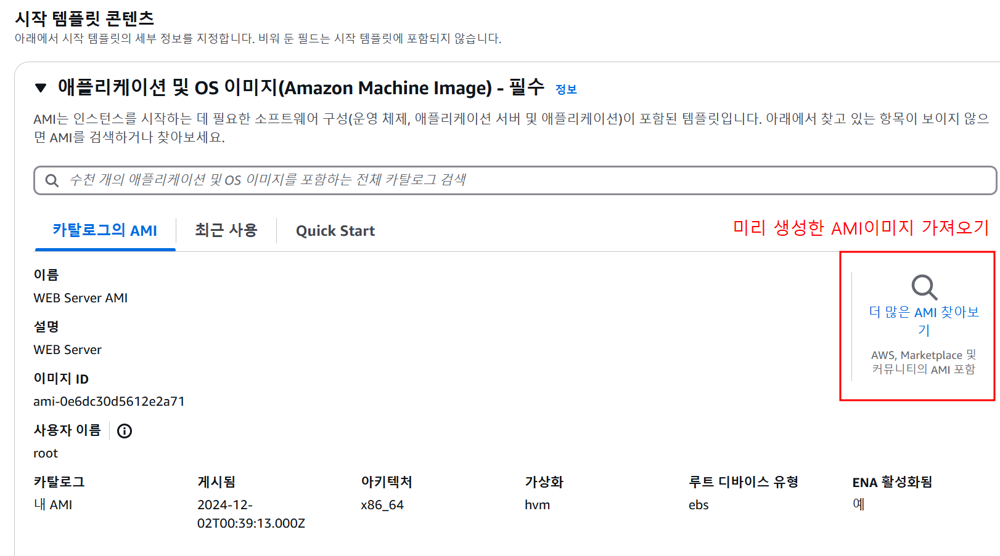 시작 템플릿 콘텐츠
아래에서 시작 템플릿의 세부 정보를 지정합니다. 비워 둔 필드는 시작 템플릿에 포함되지 않습니다.
▼ 애플리케이션 및 OS 이미지(Amazon Machine Image) - 필수 정보
AMI는 인스턴스를 시작하는 데 필요한 소프트웨어 구성(운영 체제, 애플리케이션 서버 및 애플리케이션)이 포함된 템플릿입니다. 아래에서 찾고 있는 항목이 보이지 않으
면 AMI를 검색하거나 찾아보세요.
수천 개의 애플리케이션 및 OS 이미지를 포함하는 전체 카탈로그 검색
카탈로그의 AMI 최근 사용 Quick Start
미리 생성한 AMI이미지 가져오기
이름
WEB Server AMI
설명
WEB Server
이미지 ID
ami-0e6dc30d5612e2a71
사용자 이름
root
더 많은 AMI 찾아보
기
AWS, Marketplace 및
커뮤니티의 AMI 포함
카탈로그
내 AMI
게시됨
2024-12-
02T00:39:13.000Z
아키텍처
x86_64
가상화
hvm
루트 디바이스 유형
ebs
ENA 활성화됨
예